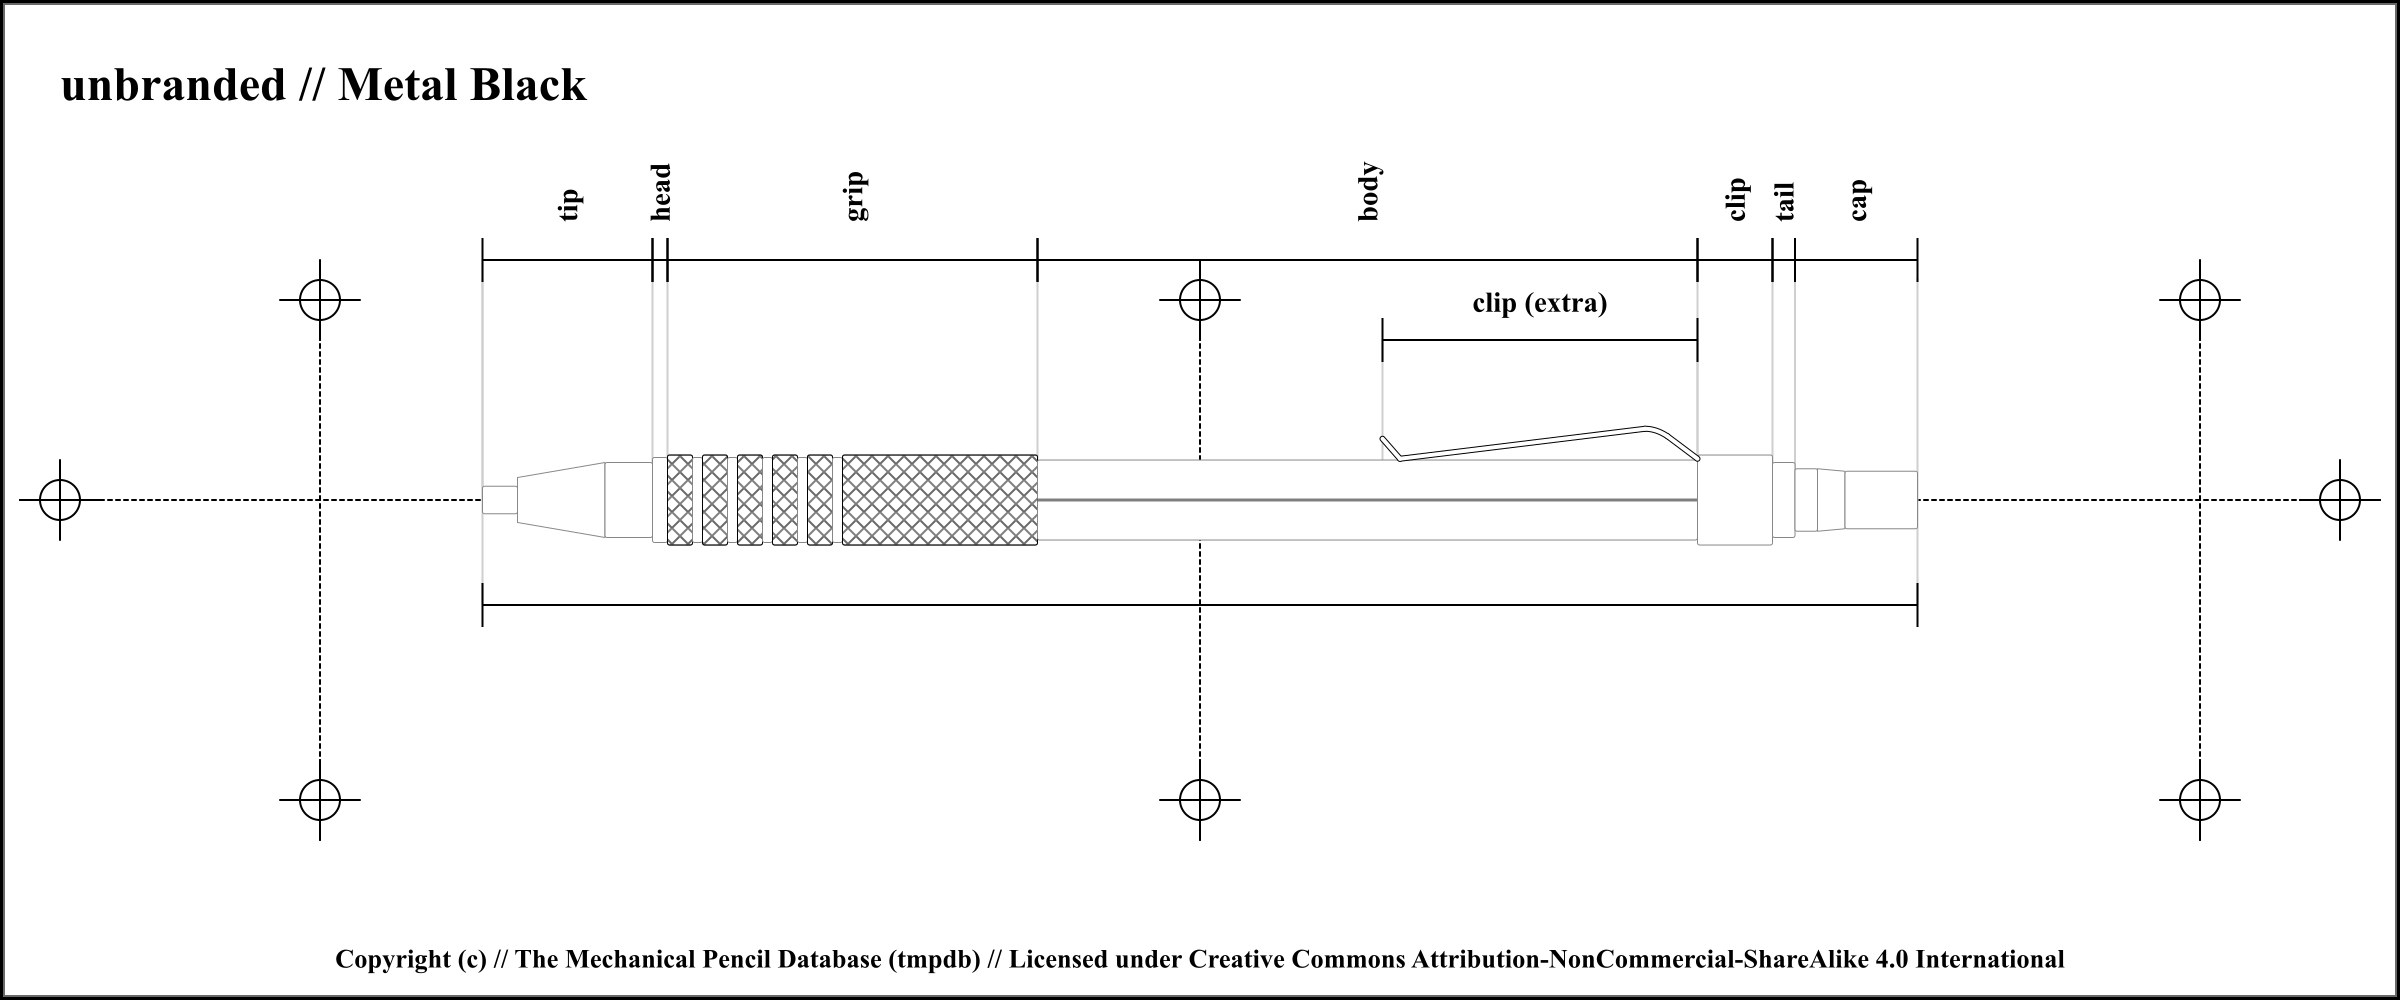 unbranded // Metal Black
tip
head
grip
body
clip
tail
cap
clip (extra)
Copyright (c) // The Mechanical Pencil Database (tmpdb) // Licensed under Creative Commons Attribution-NonCommercial-ShareAlike 4.0 International